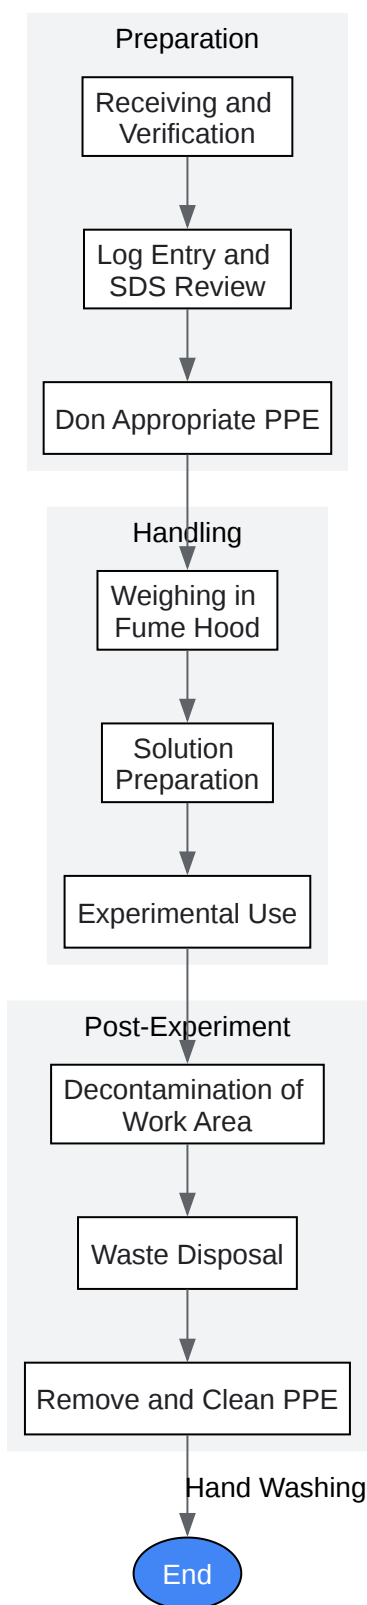 Preparation
Receiving and
Verification
Log Entry and
SDS Review
Don Appropriate PPE
Handling
Weighing in
Fume Hood
Solution
Preparation
Experimental Use
Post-Experiment
Decontamination of
Work Area
Waste Disposal
Remove and Clean PPE
Hand Washing
End